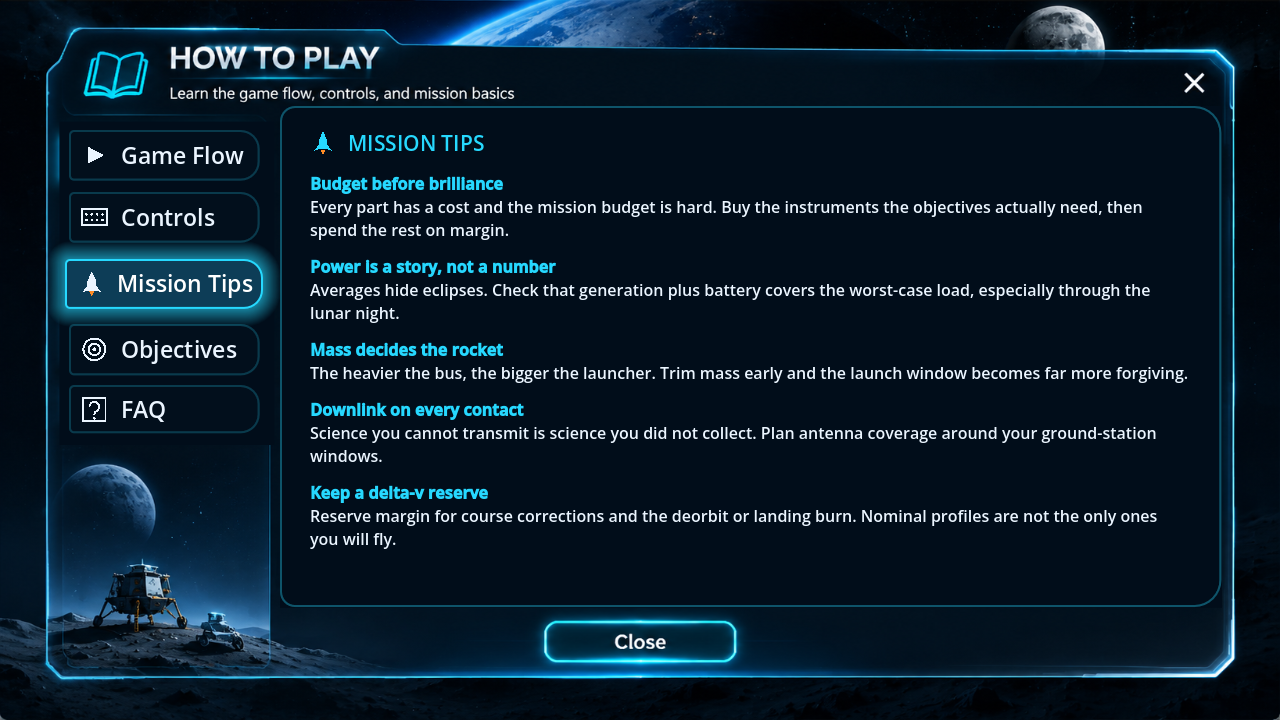 HOW TO PLAY
Learn the game flow, controls, and mission basics
Game Flow
Controls
Mission Tips
Objectives
FAQ
MISSION TIPS
Budget before brilliance
Every part has a cost and the mission budget is hard. Buy the instruments the objectives actually need, then
spend the rest on margin.
Power is a story, not a number
Averages hide eclipses. Check that generation plus battery covers the worst-case load, especially through the
lunar night.
Mass decides the rocket
The heavier the bus, the bigger the launcher. Trim mass early and the launch window becomes far more forgiving.
Downlink on every contact
Science you cannot transmit is science you did not collect. Plan antenna coverage around your ground-station
windows.
Keep a delta-v reserve
Reserve margin for course corrections and the deorbit or landing burn. Nominal profiles are not the only ones
you will fly.
Close